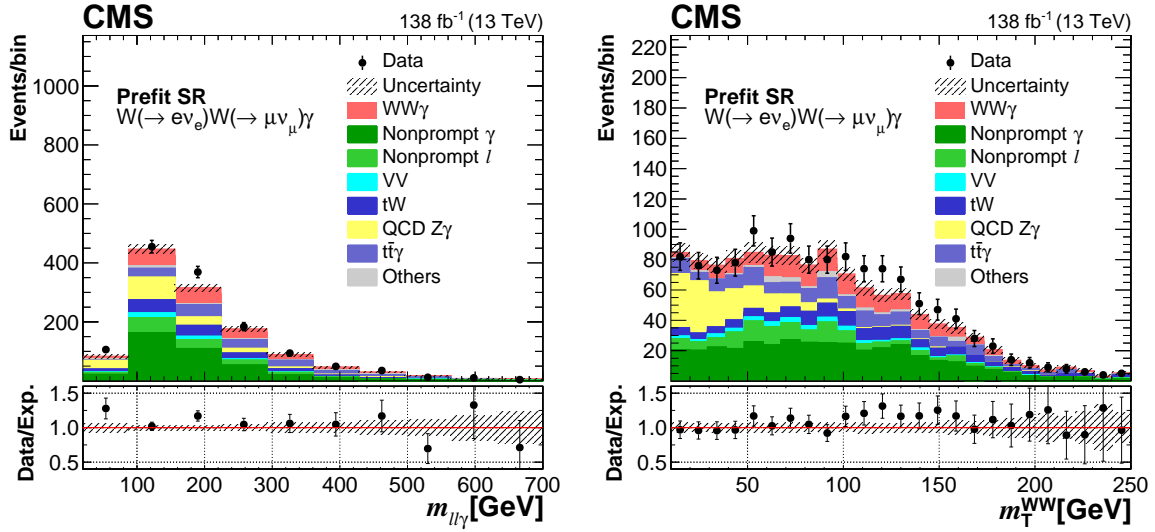 CMS 138 fb⁻¹ (13 TeV)
Events/bin
1000
800
600
400
200
Data
Uncertainty
Prefit SR
W(→ eνₑ)W(→ μν_μ)γ
WWγ
Nonprompt γ
Nonprompt l
VV
tW
QCD Zγ
tt̄γ
Others
Data/Exp.
1.5
1.0
0.5
100 200 300 400 500 600 700
m_llγ [GeV]
CMS 138 fb⁻¹ (13 TeV)
Events/bin
220
200
180
160
140
120
100
80
60
40
20
Data
Uncertainty
Prefit SR
W(→ eνₑ)W(→ μν_μ)γ
WWγ
Nonprompt γ
Nonprompt l
VV
tW
QCD Zγ
tt̄γ
Others
Data/Exp.
1.5
1.0
0.5
50 100 150 200 250
m_T^WW [GeV]